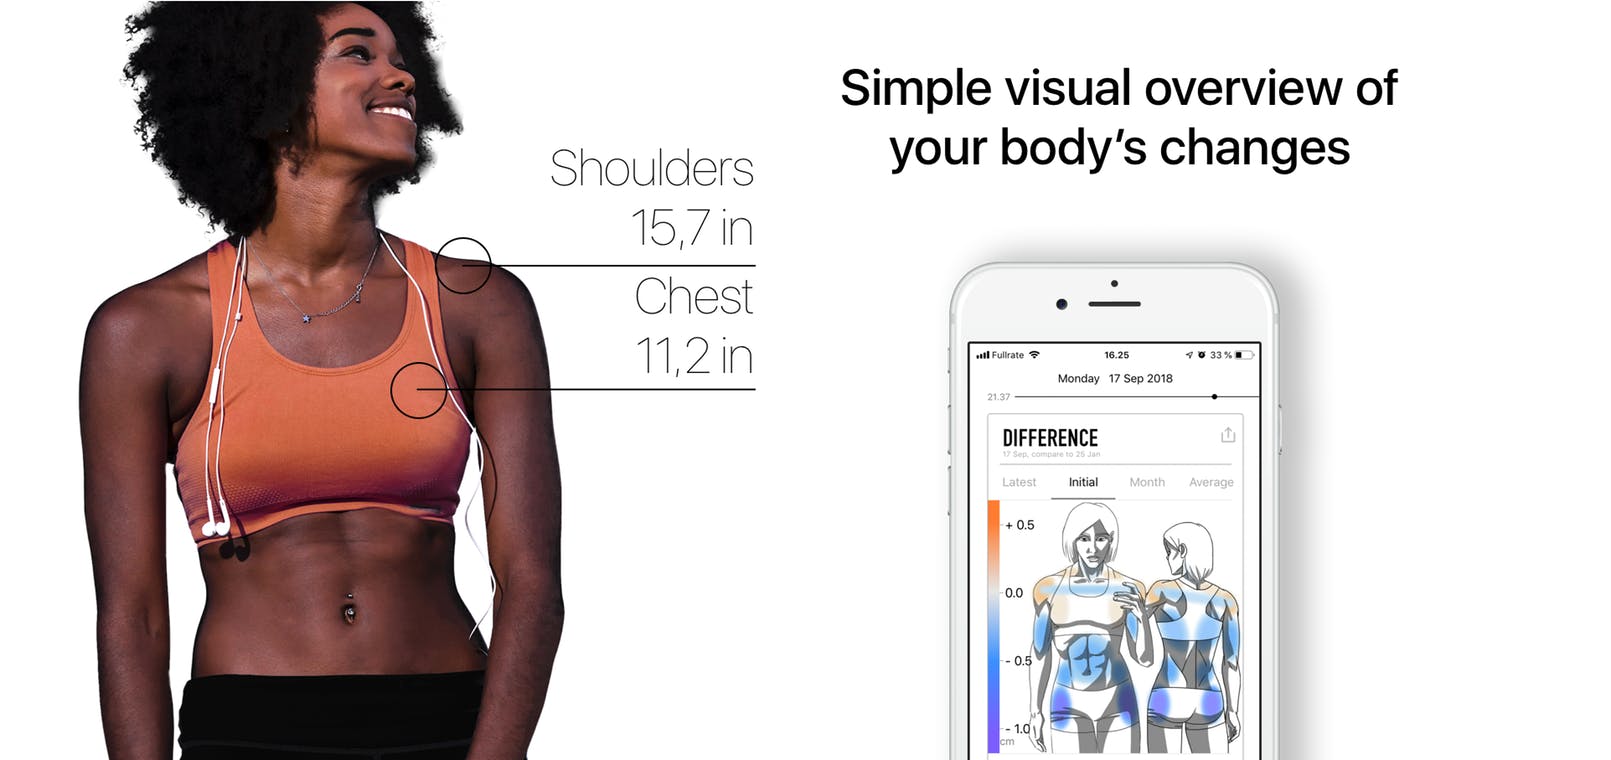 Shoulders
15,7 in
Chest
11,2 in
Simple visual overview of
your body’s changes
Fullrate
16.25
33 %
Monday 17 Sep 2018
21.37
DIFFERENCE
17 Sep, compare to 25 Jan
Latest Initial Month Average
+ 0.5
0.0
- 0.5
- 1.0
cm